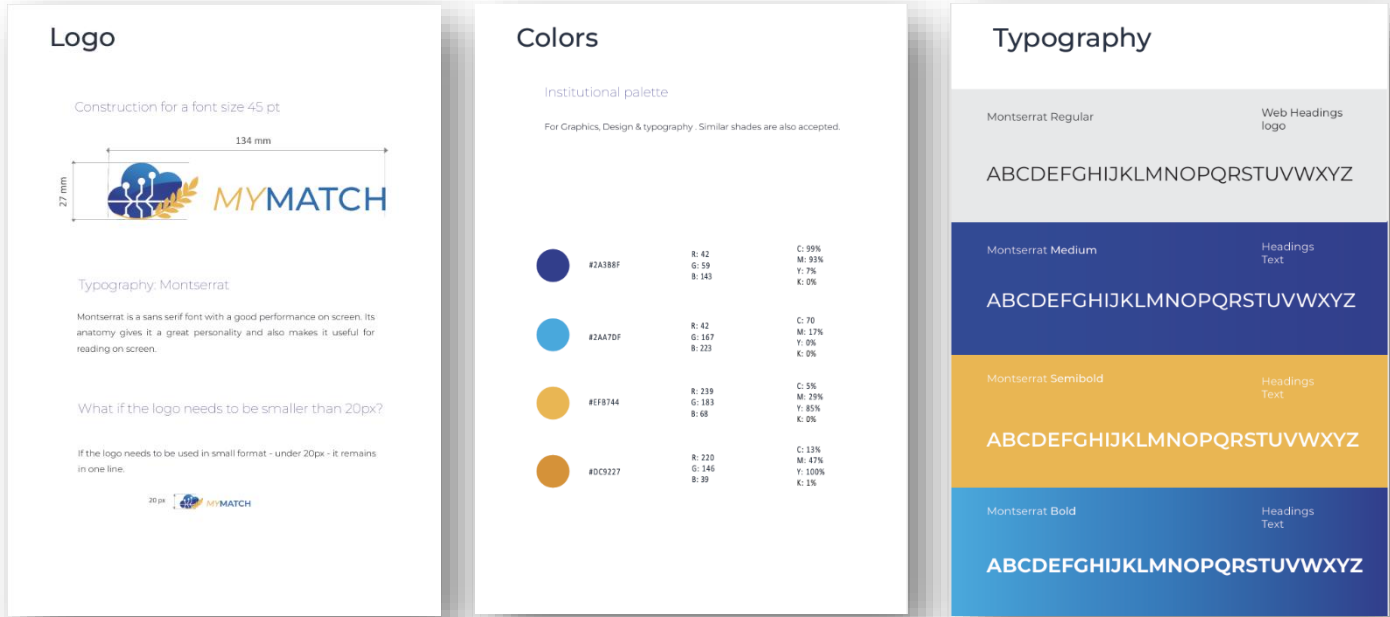 Logo
Construction for a font size 45 pt
134 mm
27 mm
MYMATCH
Typography: Montserrat
Montserrat is a sans serif font with a good performance on screen. Its
anatomy gives it a great personality and also makes it useful for
reading on screen.
What if the logo needs to be smaller than 20px?
If the logo needs to be used in small format - under 20px - it remains
in one line.
20 px
MYMATCH
Colors
Institutional palette
For Graphics, Design & typography . Similar shades are also accepted.
#2A3B8F
R: 42
G: 59
B: 143
C: 99%
M: 93%
Y: 7%
K: 0%
#2AA7DF
R: 42
G: 167
B: 223
C: 70
M: 17%
Y: 0%
K: 0%
#EFB744
R: 239
G: 183
B: 68
C: 5%
M: 29%
Y: 85%
K: 0%
#DC9227
R: 220
G: 146
B: 39
C: 13%
M: 47%
Y: 100%
K: 1%
Typography
Montserrat Regular
Web Headings
logo
ABCDEFGHIJKLMNOPQRSTUVWXYZ
Montserrat Medium
Headings
Text
ABCDEFGHIJKLMNOPQRSTUVWXYZ
Montserrat Semibold
Headings
Text
ABCDEFGHIJKLMNOPQRSTUVWXYZ
Montserrat Bold
Headings
Text
ABCDEFGHIJKLMNOPQRSTUVWXYZ